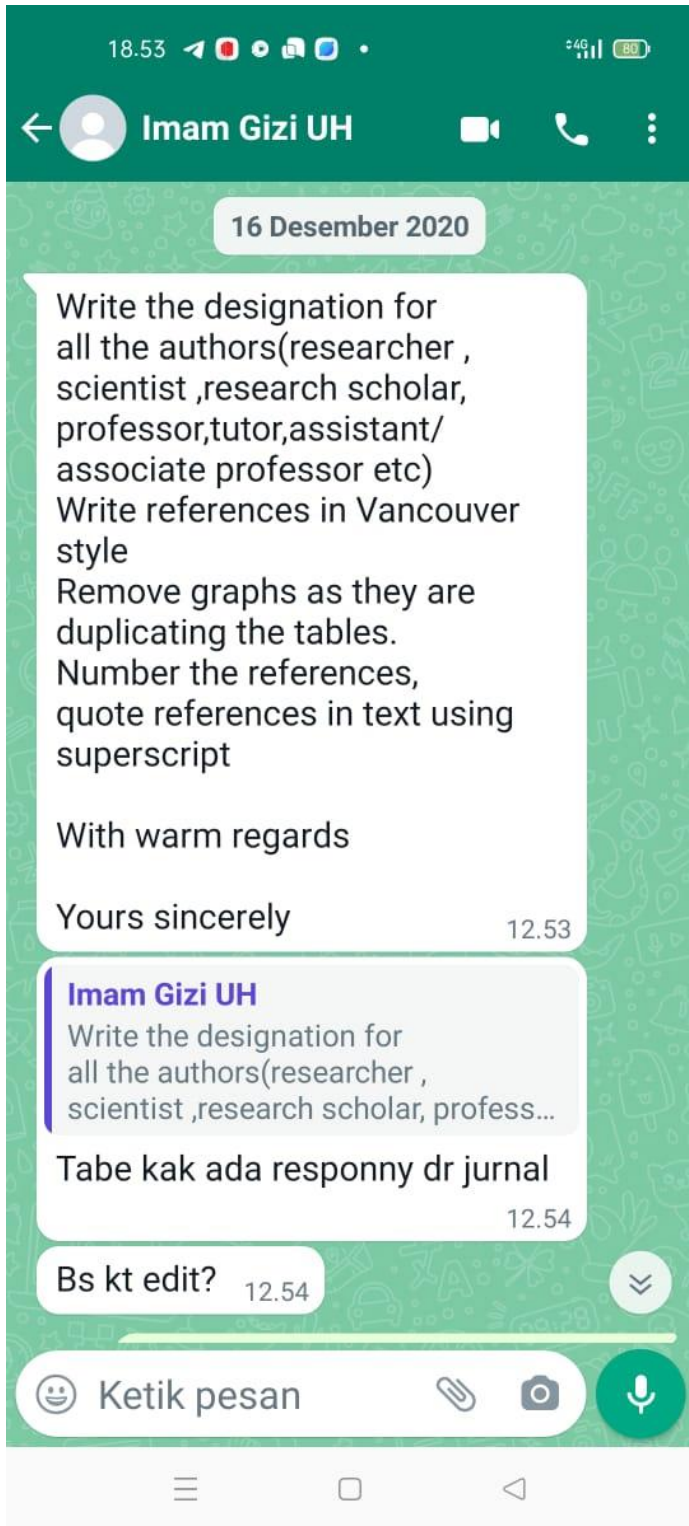 18.53
4G
80
Imam Gizi UH
16 Desember 2020
Write the designation for
all the authors(researcher ,
scientist ,research scholar,
professor,tutor,assistant/
associate professor etc)
Write references in Vancouver
style
Remove graphs as they are
duplicating the tables.
Number the references,
quote references in text using
superscript
With warm regards
Yours sincerely
12.53
Imam Gizi UH
Write the designation for
all the authors(researcher ,
scientist ,research scholar, profess...
Tabe kak ada responny dr jurnal
12.54
Bs kt edit?
12.54
Ketik pesan